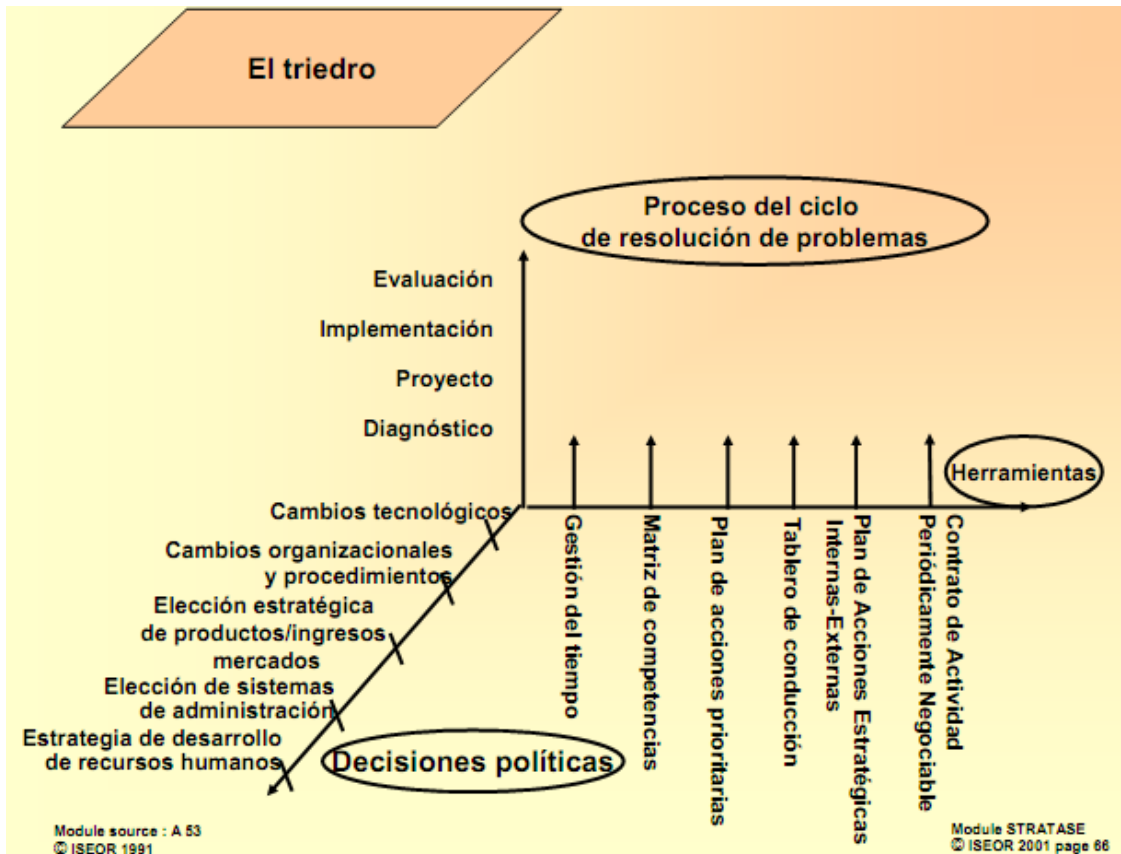 El triedro
Proceso del ciclo
de resolución de problemas
Evaluación
Implementación
Proyecto
Diagnóstico
Herramientas
Cambios tecnológicos
Cambios organizacionales
y procedimientos
Elección estratégica
de productos/ingresos
mercados
Elección de sistemas
de administración
Estrategia de desarrollo
de recursos humanos
Decisiones políticas
Gestión del tiempo
Matriz de competencias
Plan de acciones prioritarias
Tablero de conducción
Plan de Acciones Estratégicas
Internas-Externas
Contrato de Actividad
Periódicamente Negociable
Module source : A 53
© ISEOR 1991
Module STRATASE
© ISEOR 2001 page 66